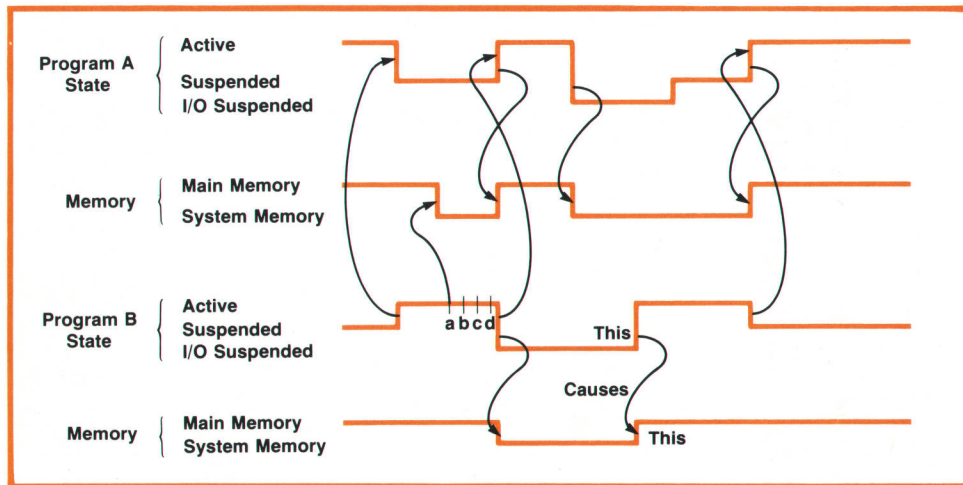 Program A
State
Active
Suspended
I/O Suspended
Memory
Main Memory
System Memory
Program B
State
Active
Suspended
I/O Suspended
a b c d
This
Causes
This
Memory
Main Memory
System Memory